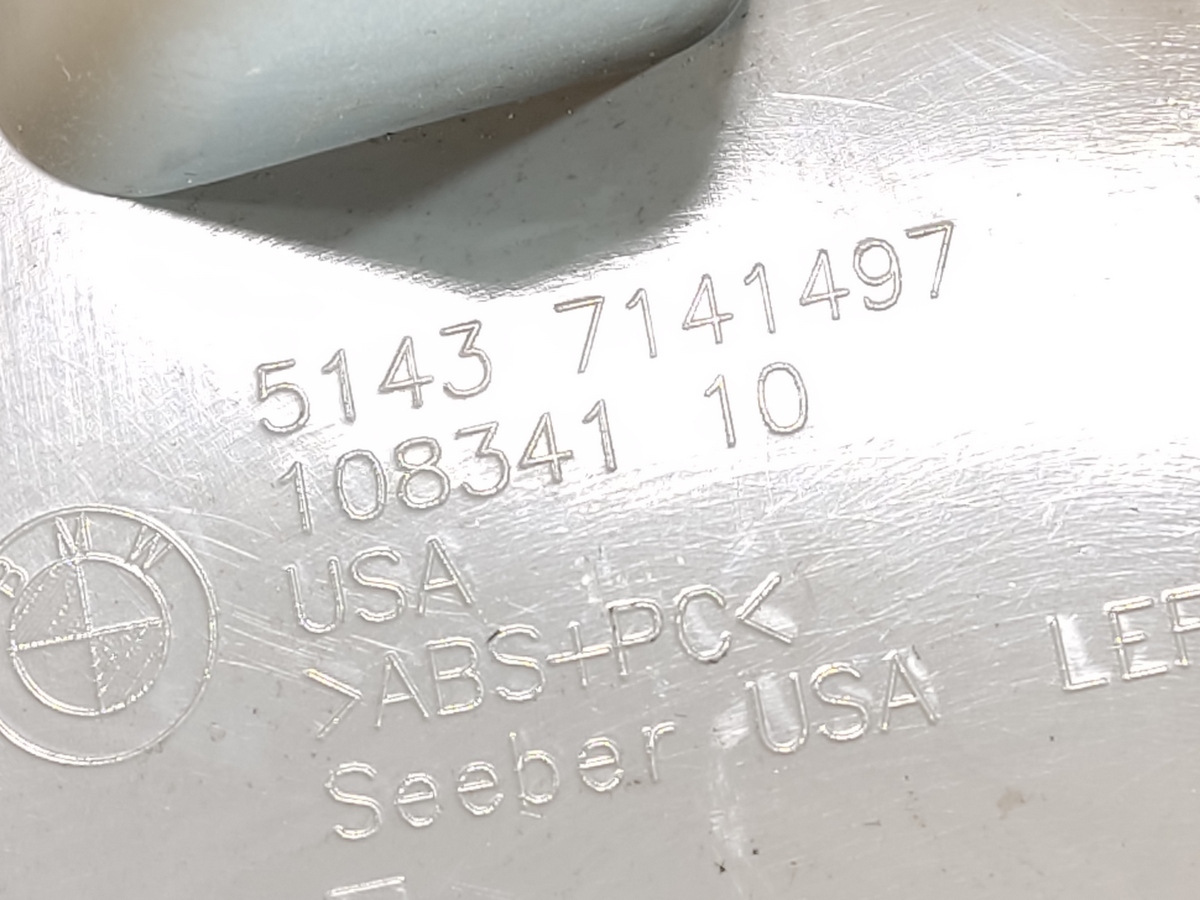 5143 7141497
108341 10
BMW
USA
>ABS+PC<
Seeber USA